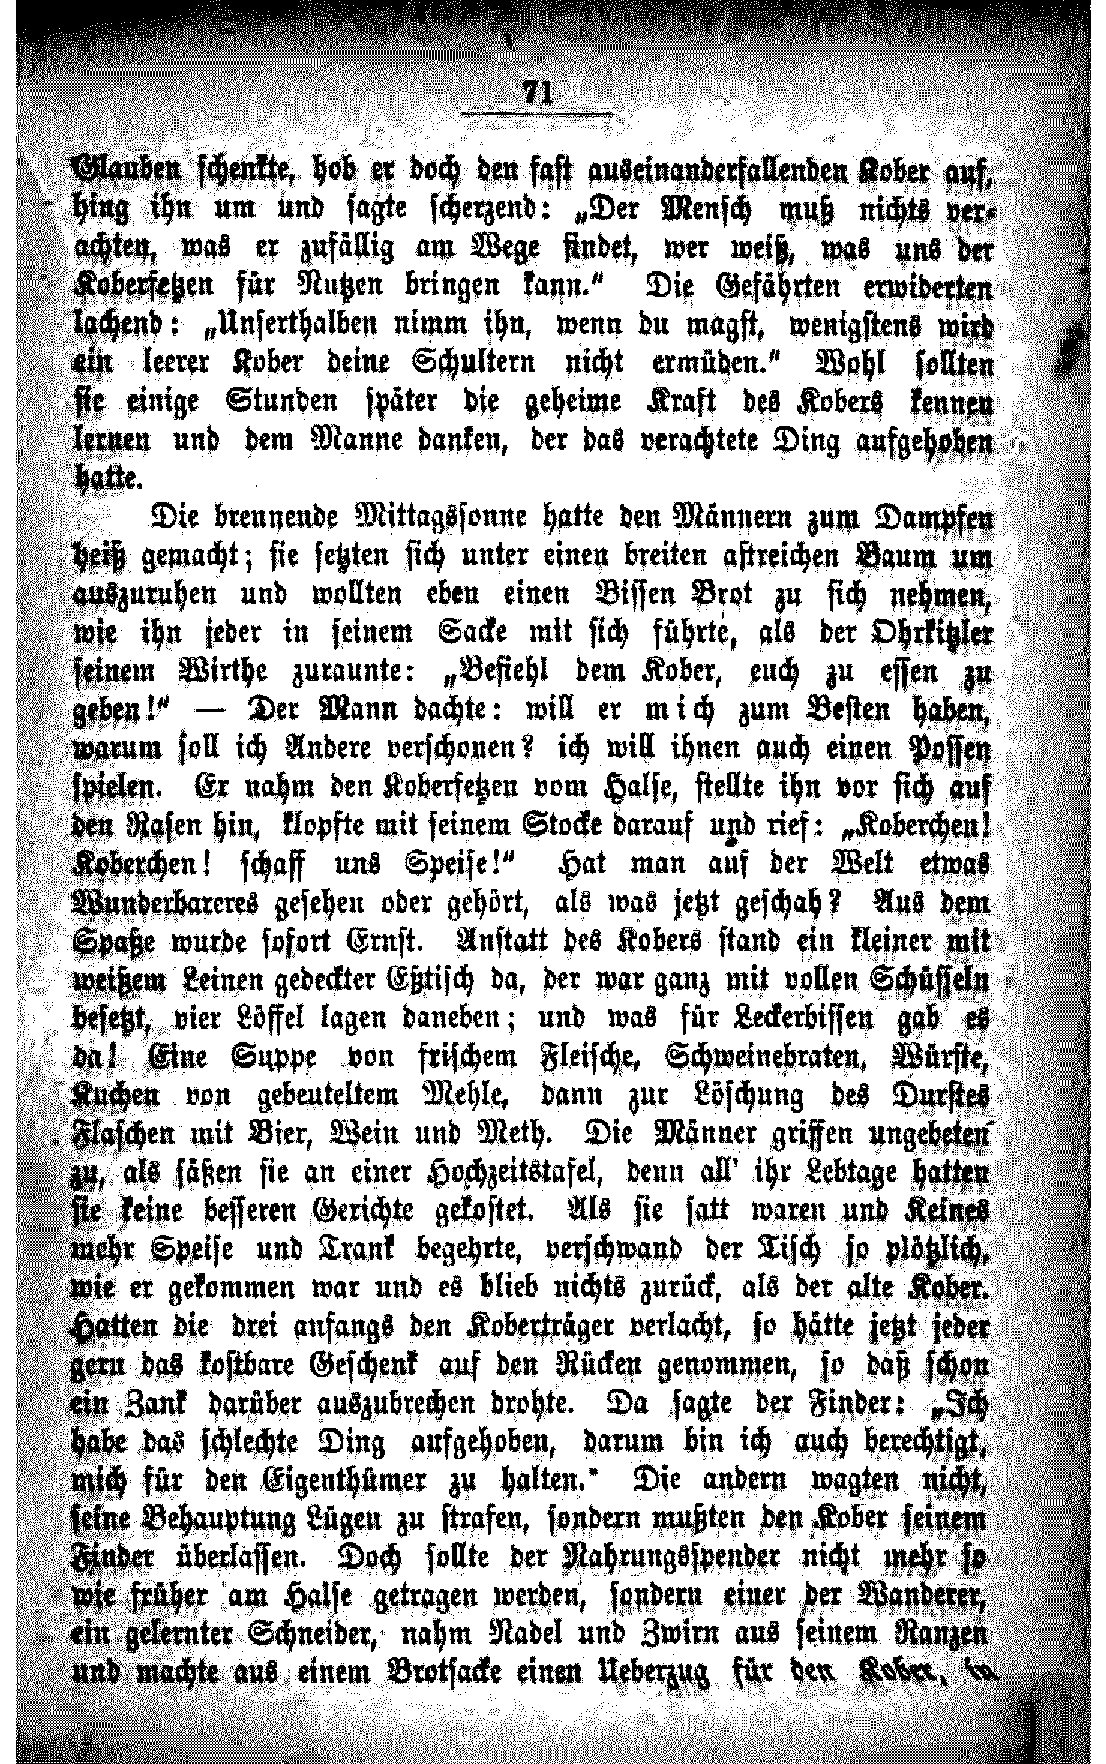 71
Glauben schenkte, hob er doch den fast auseinanderfallenden Kober auf,
hing ihn um und sagte scherzend: „Der Mensch muß nichts ver-
achten, was er zufällig am Wege findet, wer weiß, was uns der
Koberfetzen für Nutzen bringen kann.“ Die Gefährten erwiderten
lachend: „Unserthalben nimm ihn, wenn du magst, wenigstens wird
ein leerer Kober deine Schultern nicht ermüden.“ Wohl sollten
sie einige Stunden später die geheime Kraft des Kobers kennen
lernen und dem Manne danken, der das verachtete Ding aufgehoben
hatte.
Die brennende Mittagssonne hatte den Männern zum Dampfen
heiß gemacht; sie setzten sich unter einen breiten astreichen Baum um
auszuruhen und wollten eben einen Bissen Brot zu sich nehmen,
wie ihn jeder in seinem Sacke mit sich führte, als der Ohrkitzler
seinem Wirthe zuraunte: „Befiehl dem Kober, euch zu essen zu
geben!“ — Der Mann dachte: will er mich zum Besten haben,
warum soll ich Andere verschonen? ich will ihnen auch einen Possen
spielen. Er nahm den Koberfetzen vom Halse, stellte ihn vor sich auf
den Rasen hin, klopfte mit seinem Stocke darauf und rief: „Koberchen!
Koberchen! schaff uns Speise!“ Hat man auf der Welt etwas
Wunderbareres gesehen oder gehört, als was jetzt geschah? Aus dem
Spaße wurde sofort Ernst. Anstatt des Kobers stand ein kleiner mit
weißem Leinen gedeckter Eßtisch da, der war ganz mit vollen Schüsseln
besetzt, vier Löffel lagen daneben; und was für Leckerbissen gab es
da! Eine Suppe von frischem Fleische, Schweinebraten, Würste,
Kuchen von gebeuteltem Mehle, dann zur Löschung des Durstes
Flaschen mit Bier, Wein und Meth. Die Männer griffen ungebeten
zu, als säßen sie an einer Hochzeitstafel, denn all' ihr Lebtage hatten
sie keine besseren Gerichte gekostet. Als sie satt waren und Keines
mehr Speise und Trank begehrte, verschwand der Tisch so plötzlich,
wie er gekommen war und es blieb nichts zurück, als der alte Kober.
Hatten die drei anfangs den Koberträger verlacht, so hätte jetzt jeder
gern das kostbare Geschenk auf den Rücken genommen, so daß schon
ein Zank darüber auszubrechen drohte. Da sagte der Finder: „Ich
habe das schlechte Ding aufgehoben, darum bin ich auch berechtigt,
mich für den Eigenthümer zu halten.“ Die andern wagten nicht,
seine Behauptung Lügen zu strafen, sondern mußten den Kober seinem
Finder überlassen. Doch sollte der Nahrungsspender nicht mehr so
wie früher am Halse getragen werden, sondern einer der Wanderer,
ein gelernter Schneider, nahm Nadel und Zwirn aus seinem Ranzen
und machte aus einem Brotsacke einen Ueberzug für den Kober, so